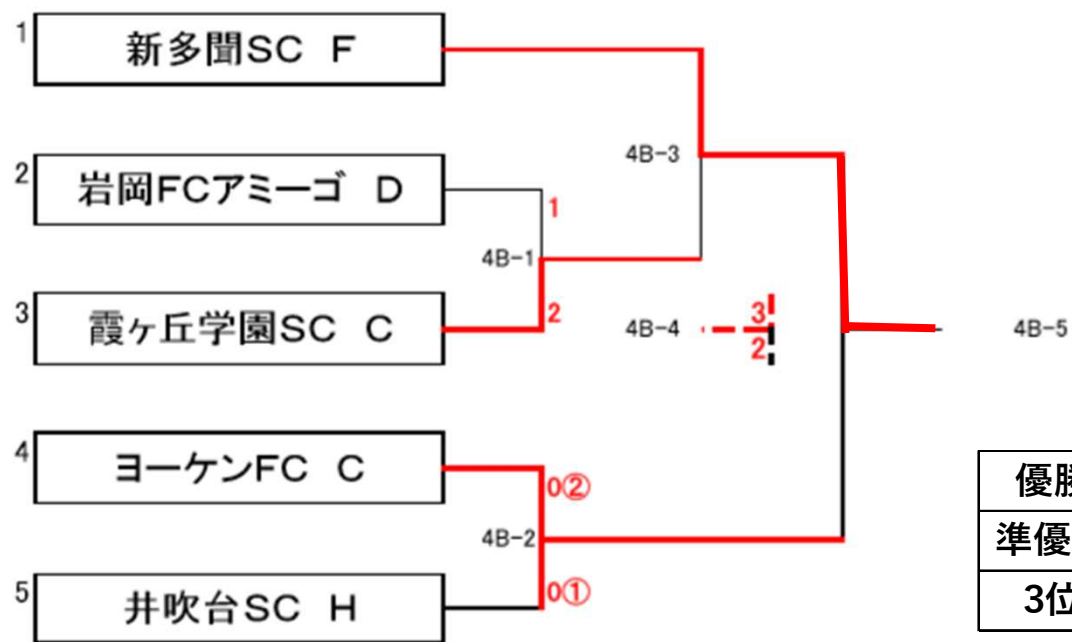 1
新多聞SC F
2
岩岡FCアミーゴ D
3
霞ヶ丘学園SC C
4
ヨーケンFC C
5
井吹台SC H
4B-3
1
4B-1
2
4B-4
3
2
4B-5
0②
4B-2
0①
優勝
準優
3位